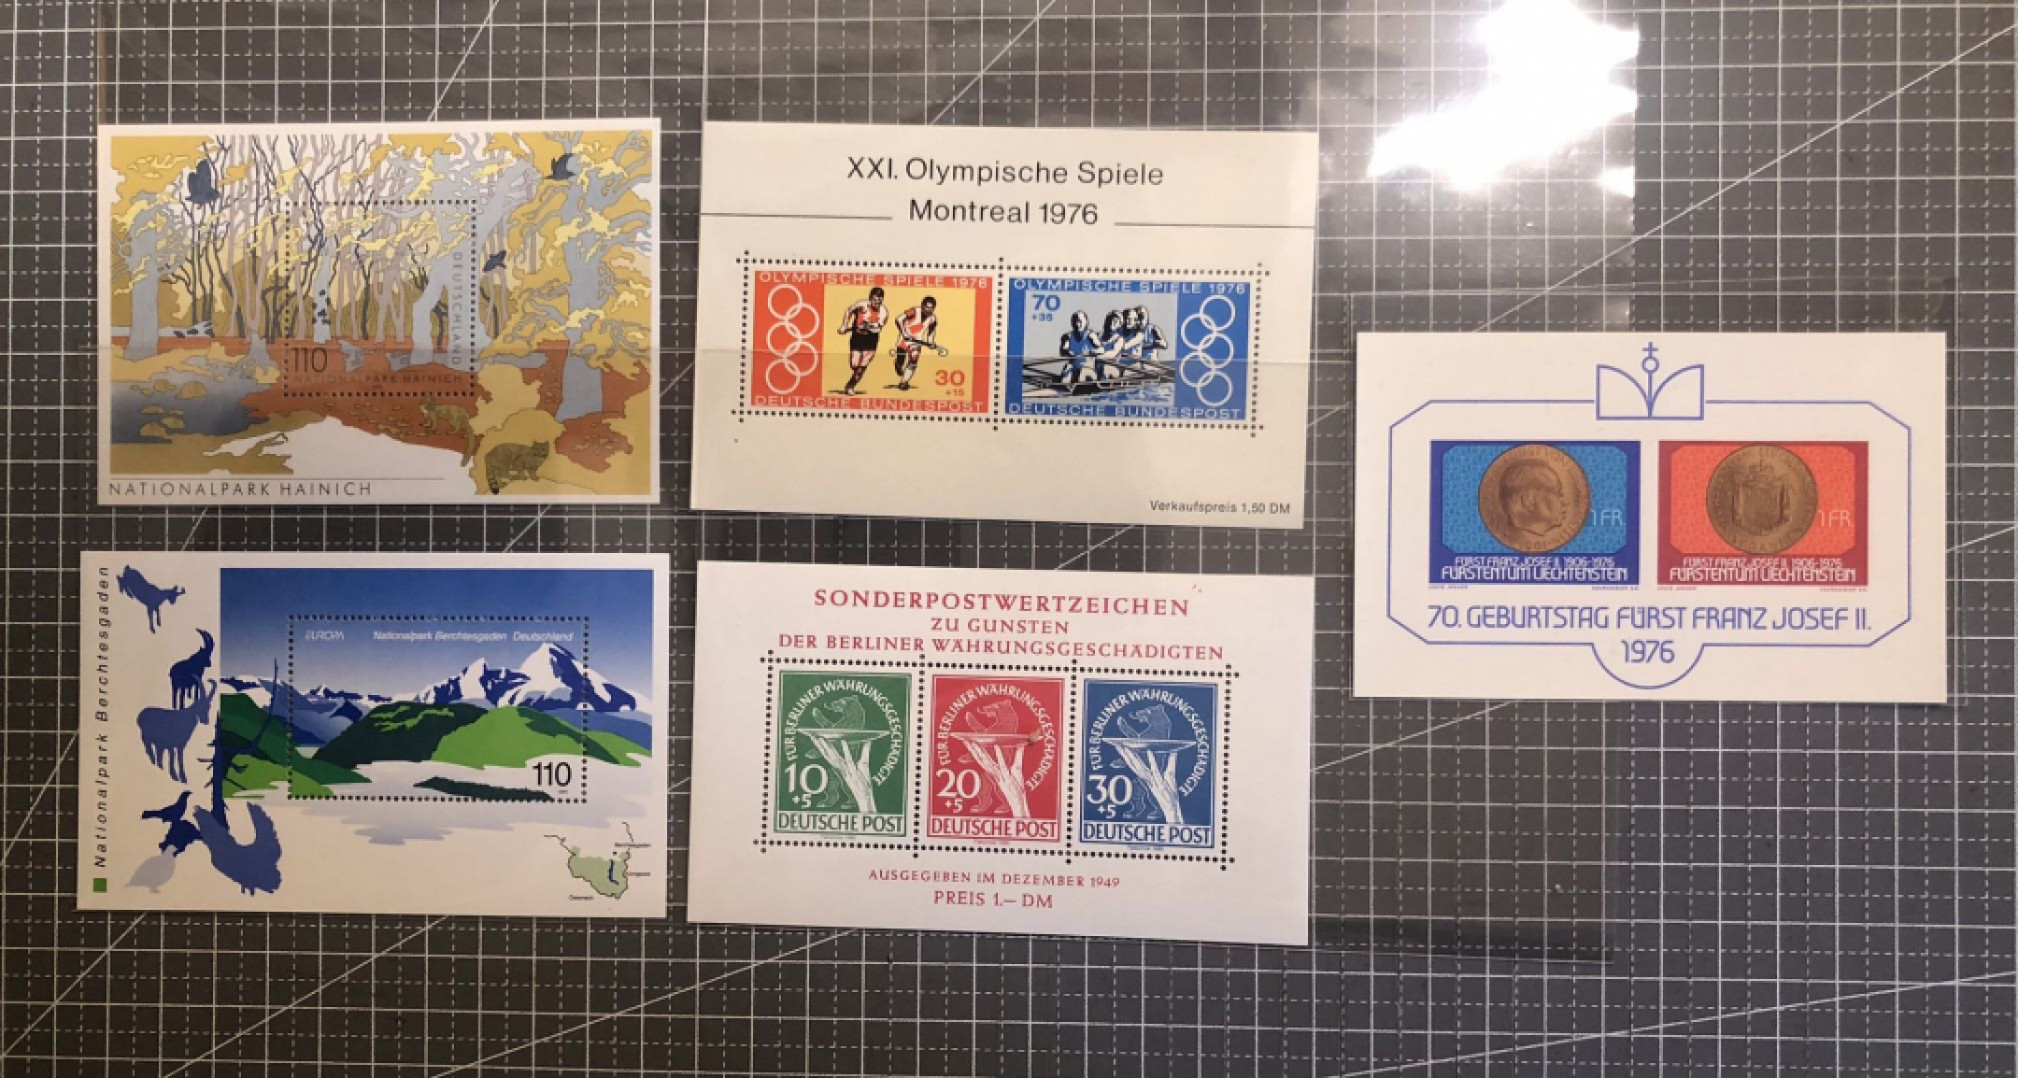 DEUTSCHLAND
110
NATIONALPARK HAINICH
NATIONALPARK HAINICH
XXI. Olympische Spiele
Montreal 1976
OLYMPISCHE SPIELE 1976
30
+15
DEUTSCHE BUNDESPOST
OLYMPISCHE SPIELE 1976
70
+35
DEUTSCHE BUNDESPOST
Verkaufspreis 1,50 DM
Nationalpark Berchtesgaden
EUROPA
Nationalpark Berchtesgaden Deutschland
110
SONDERPOSTWERTZEICHEN
ZU GUNSTEN
DER BERLINER WÄHRUNGSGESCHÄDIGTEN
FÜR BERLINER WÄHRUNGSGESCHÄDIGTE
10
+5
DEUTSCHE POST
FÜR BERLINER WÄHRUNGSGESCHÄDIGTE
20
+5
DEUTSCHE POST
FÜR BERLINER WÄHRUNGSGESCHÄDIGTE
30
+5
DEUTSCHE POST
AUSGEGEBEN IM DEZEMBER 1949
PREIS 1.— DM
1 FR.
FÜRST FRANZ JOSEF II. 1906-1976
FÜRSTENTUM LIECHTENSTEIN
1 FR.
FÜRST FRANZ JOSEF II. 1906-1976
FÜRSTENTUM LIECHTENSTEIN
70. GEBURTSTAG FÜRST FRANZ JOSEF II.
1976